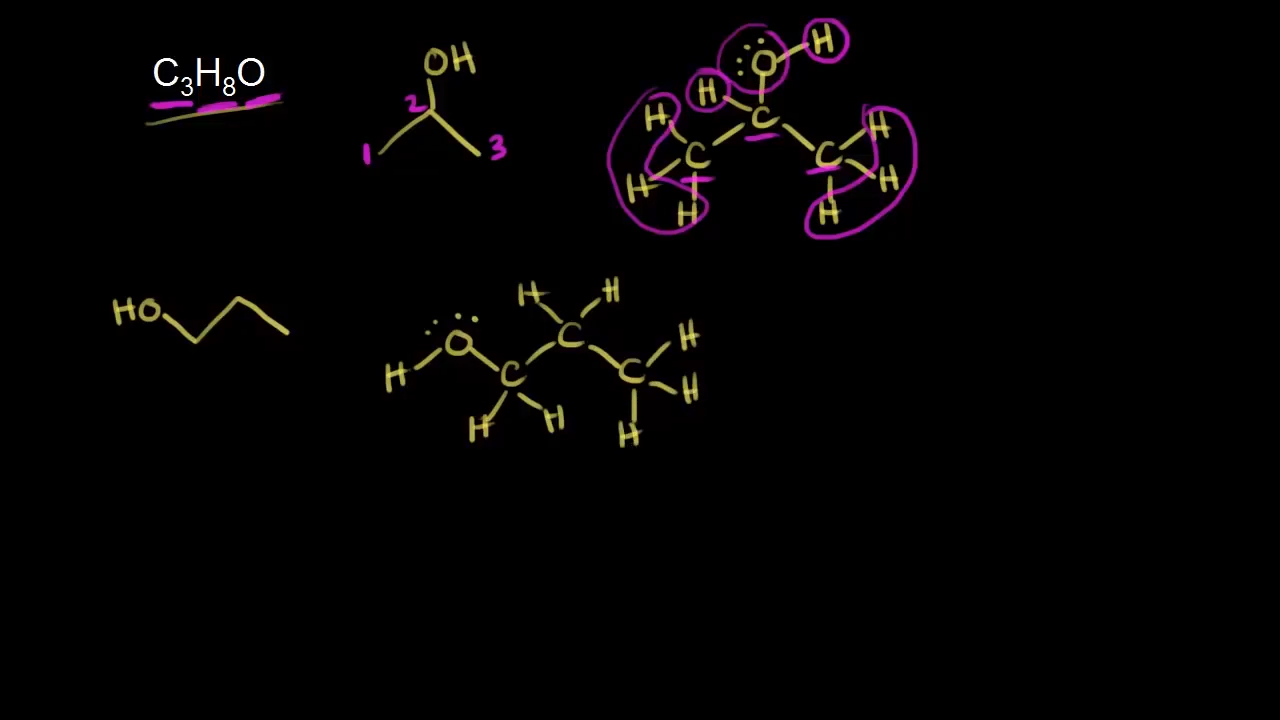 C₃H₈O
OH
2
1 3
H
O
H
H C H
H C C H
H H
HO
H H
O C H
H C C H
H H H